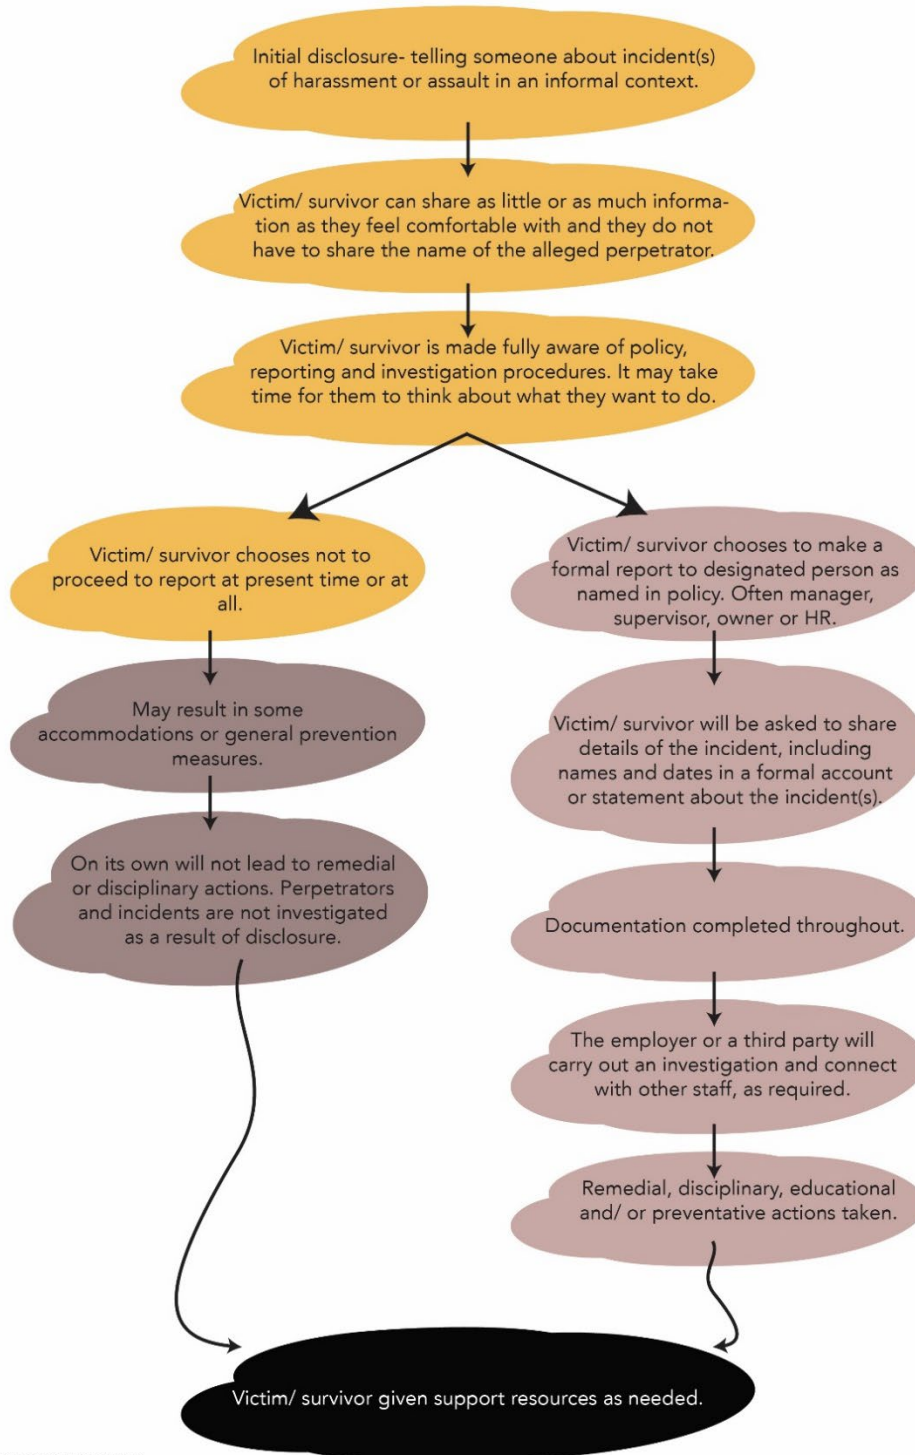 Initial disclosure- telling someone about incident(s)
of harassment or assault in an informal context.
Victim/ survivor can share as little or as much informa-
tion as they feel comfortable with and they do not
have to share the name of the alleged perpetrator.
Victim/ survivor is made fully aware of policy,
reporting and investigation procedures. It may take
time for them to think about what they want to do.
Victim/ survivor chooses not to
proceed to report at present time or at
all.
May result in some
accommodations or general prevention
measures.
On its own will not lead to remedial
or disciplinary actions. Perpetrators
and incidents are not investigated
as a result of disclosure.
Victim/ survivor chooses to make a
formal report to designated person as
named in policy. Often manager,
supervisor, owner or HR.
Victim/ survivor will be asked to share
details of the incident, including
names and dates in a formal account
or statement about the incident(s).
Documentation completed throughout.
The employer or a third party will
carry out an investigation and connect
with other staff, as required.
Remedial, disciplinary, educational
and/ or preventative actions taken.
Victim/ survivor given support resources as needed.